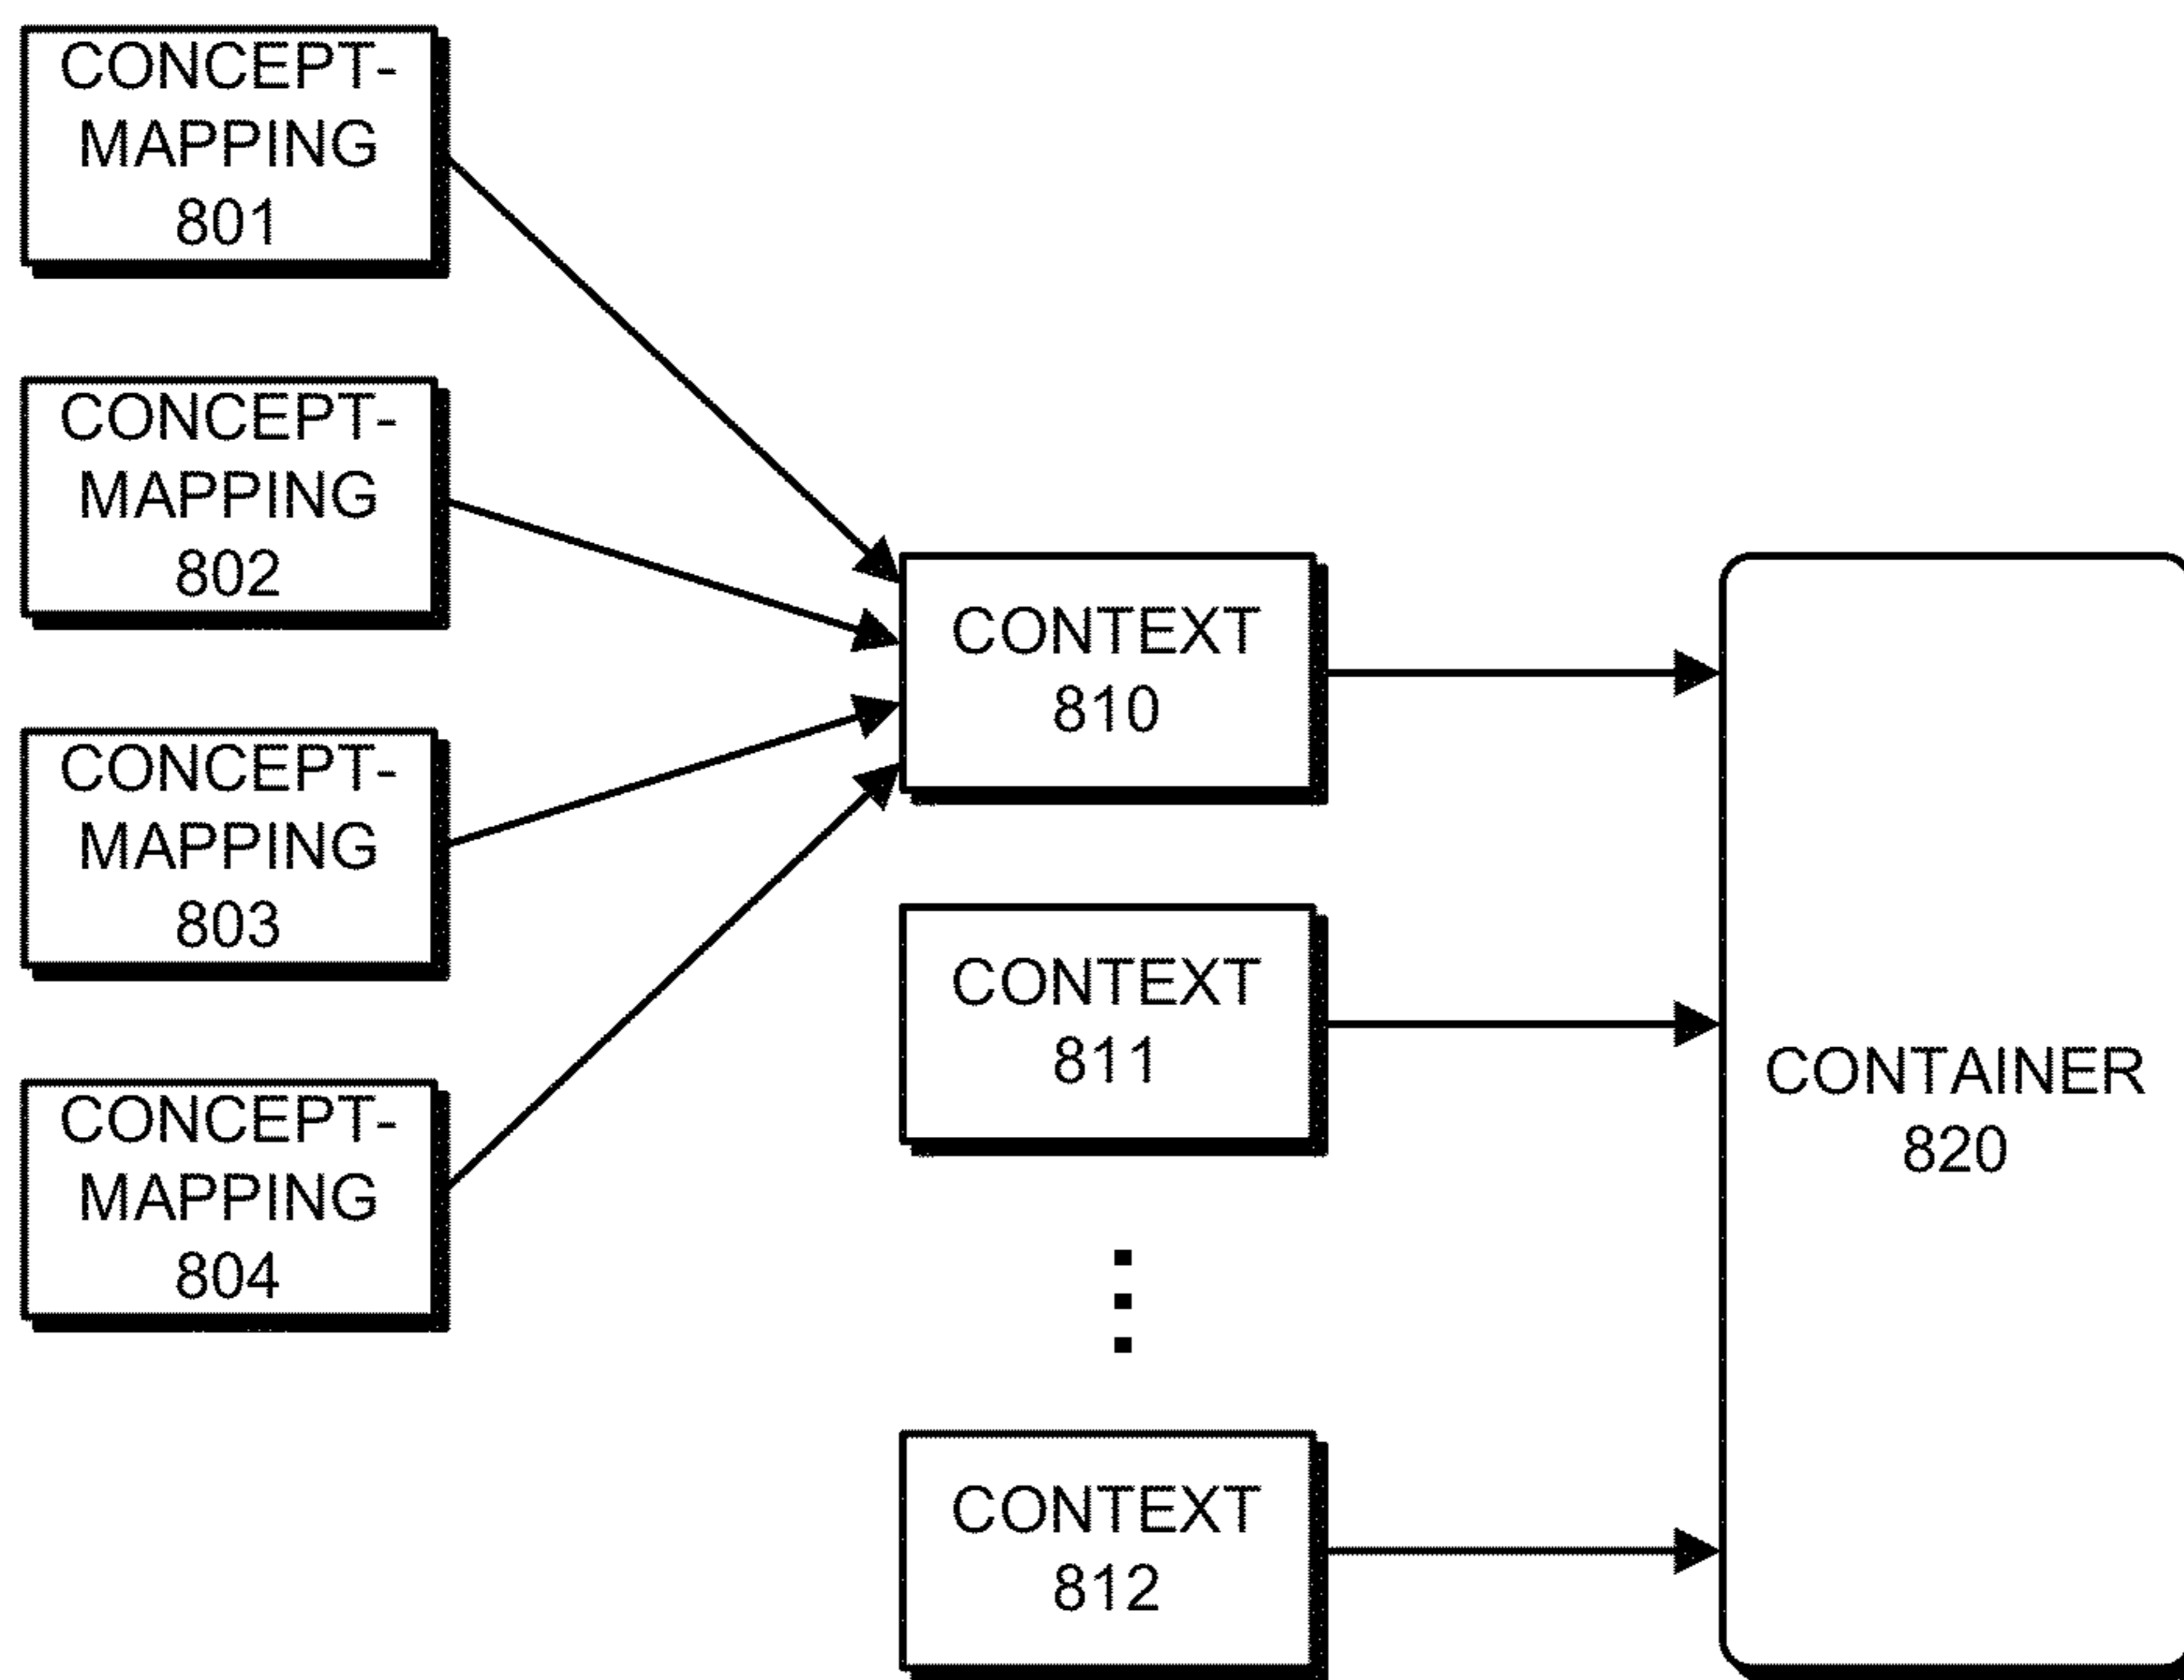 CONCEPT-
MAPPING
801
CONCEPT-
MAPPING
802
CONCEPT-
MAPPING
803
CONCEPT-
MAPPING
804
CONTEXT
810
CONTEXT
811
CONTEXT
812
CONTAINER
820